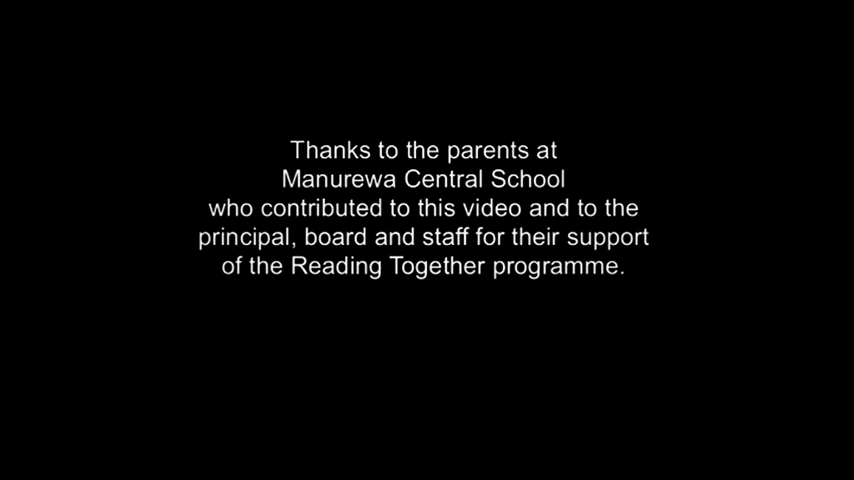 Thanks to the parents at
Manurewa Central School
who contributed to this video and to the
principal, board and staff for their support
of the Reading Together programme.